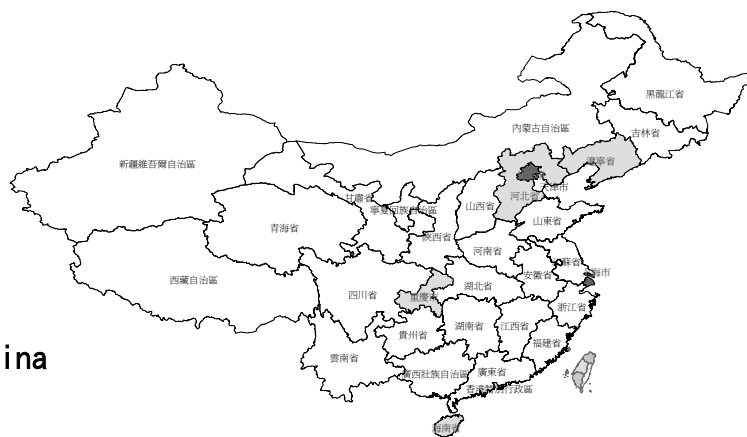 黑龍江省
內蒙古自治區
吉林省
新疆維吾爾自治區
遼寧省
天津市
河北省
甘肅省
寧夏回族自治區
山西省
山東省
青海省
陝西省
河南省
西藏自治區
四川省
重慶市
湖北省
安徽省
蘇省
上海市
浙江省
貴州省
湖南省
江西省
福建省
雲南省
廣西壯族自治區
廣東省
香港特別行政區
海南省
ina